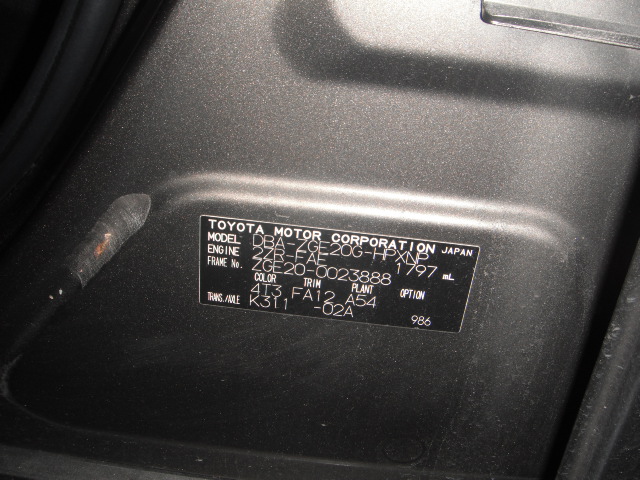 TOYOTA MOTOR CORPORATION JAPAN
MODEL DBA-ZGE20G-HPXNP
ENGINE 2ZR-FAE 1797 mL
FRAME No. ZGE20-0023888
COLOR TRIM PLANT OPTION
4T3 FA12 A54
TRANS./AXLE K311 -02A
986